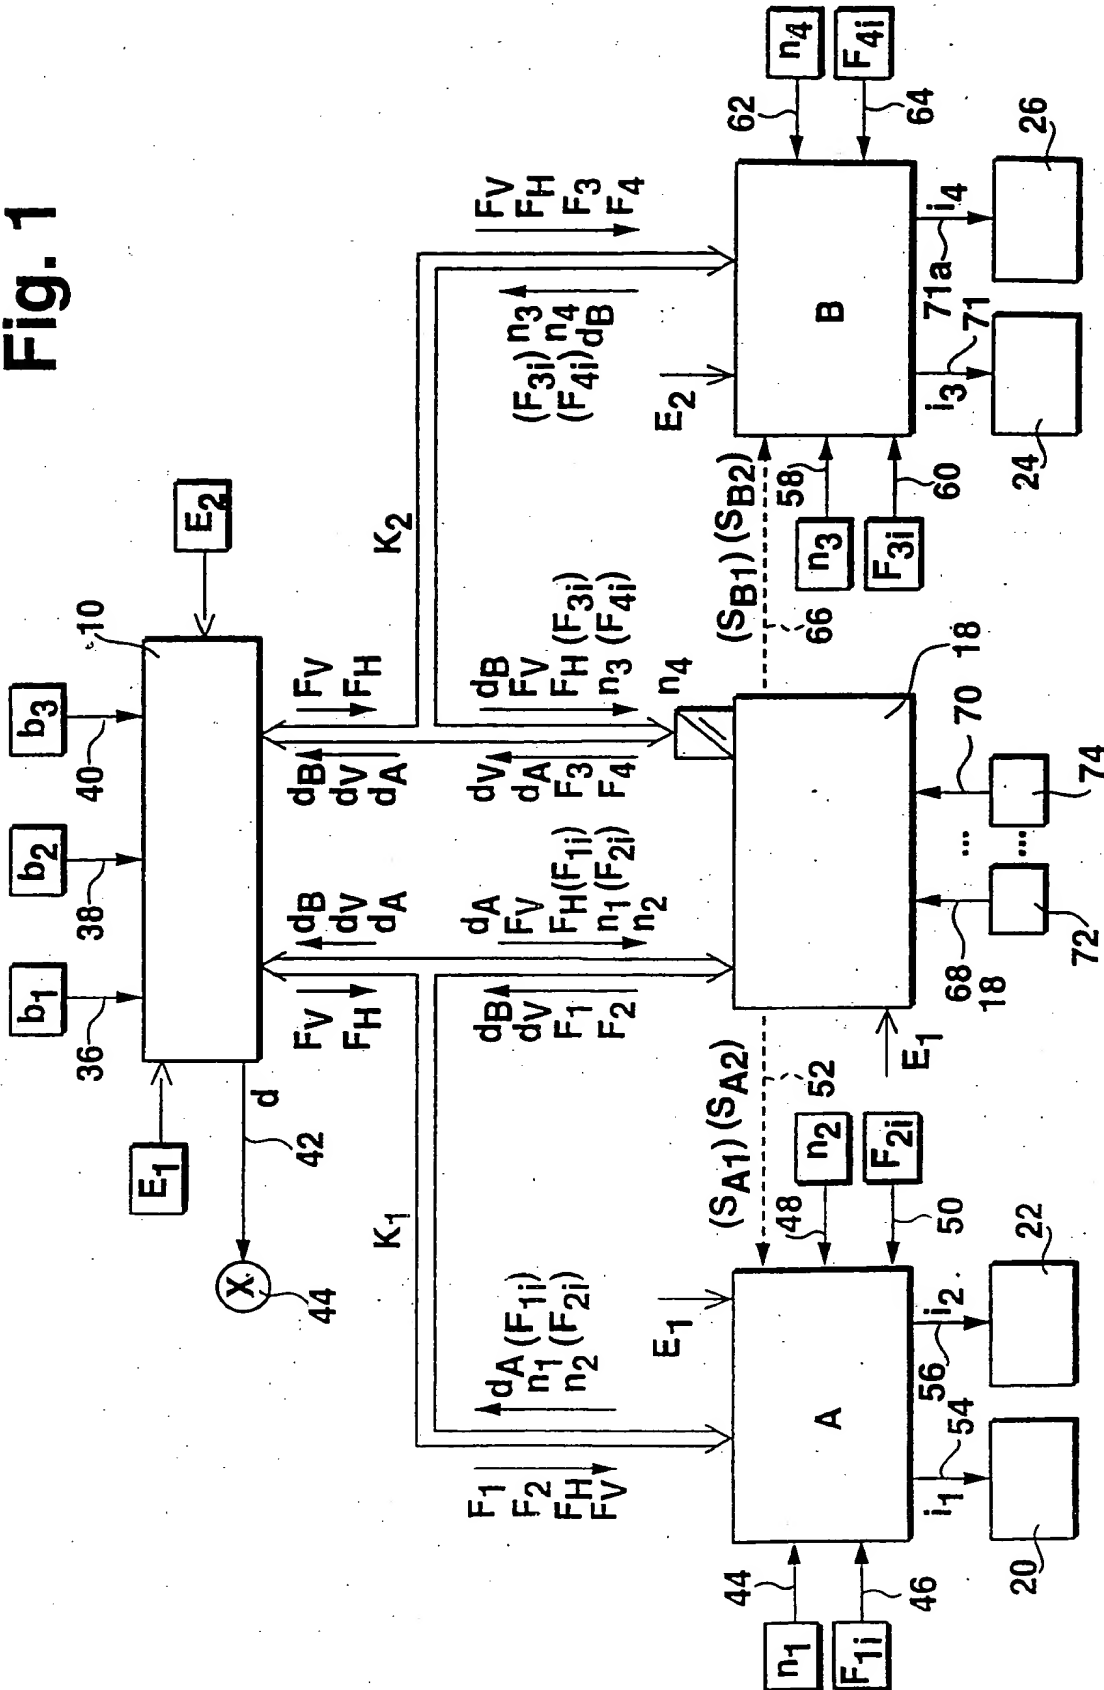 Fig. 1
b1
b2
b3
36
38
40
10
E1
E2
d
42
X
44
FV
FH
dB
dV
dA
dB
dV
dA
FV
FH
K1
K2
F1
F2
FH
FV
dA (F1i)
n1 (F2i)
n2
dB
dV
F1
F2
dA
FV
FH (F1i)
n1 (F2i)
n2
dV
dA
F3
F4
dB
FV
FH (F3i)
n3 (F4i)
n4
(F3i) n3
(F4i) n4
dB
FV
FH
F3
F4
E1
E2
(SA1) (SA2)
52
(SB1) (SB2)
66
n1
44
F1i
46
A
n2
48
F2i
50
E1
18
n3
58
F3i
60
B
n4
62
F4i
64
i1
54
i2
56
20
22
68
18
70
72
...
...
74
i3
71
i4
71a
24
26